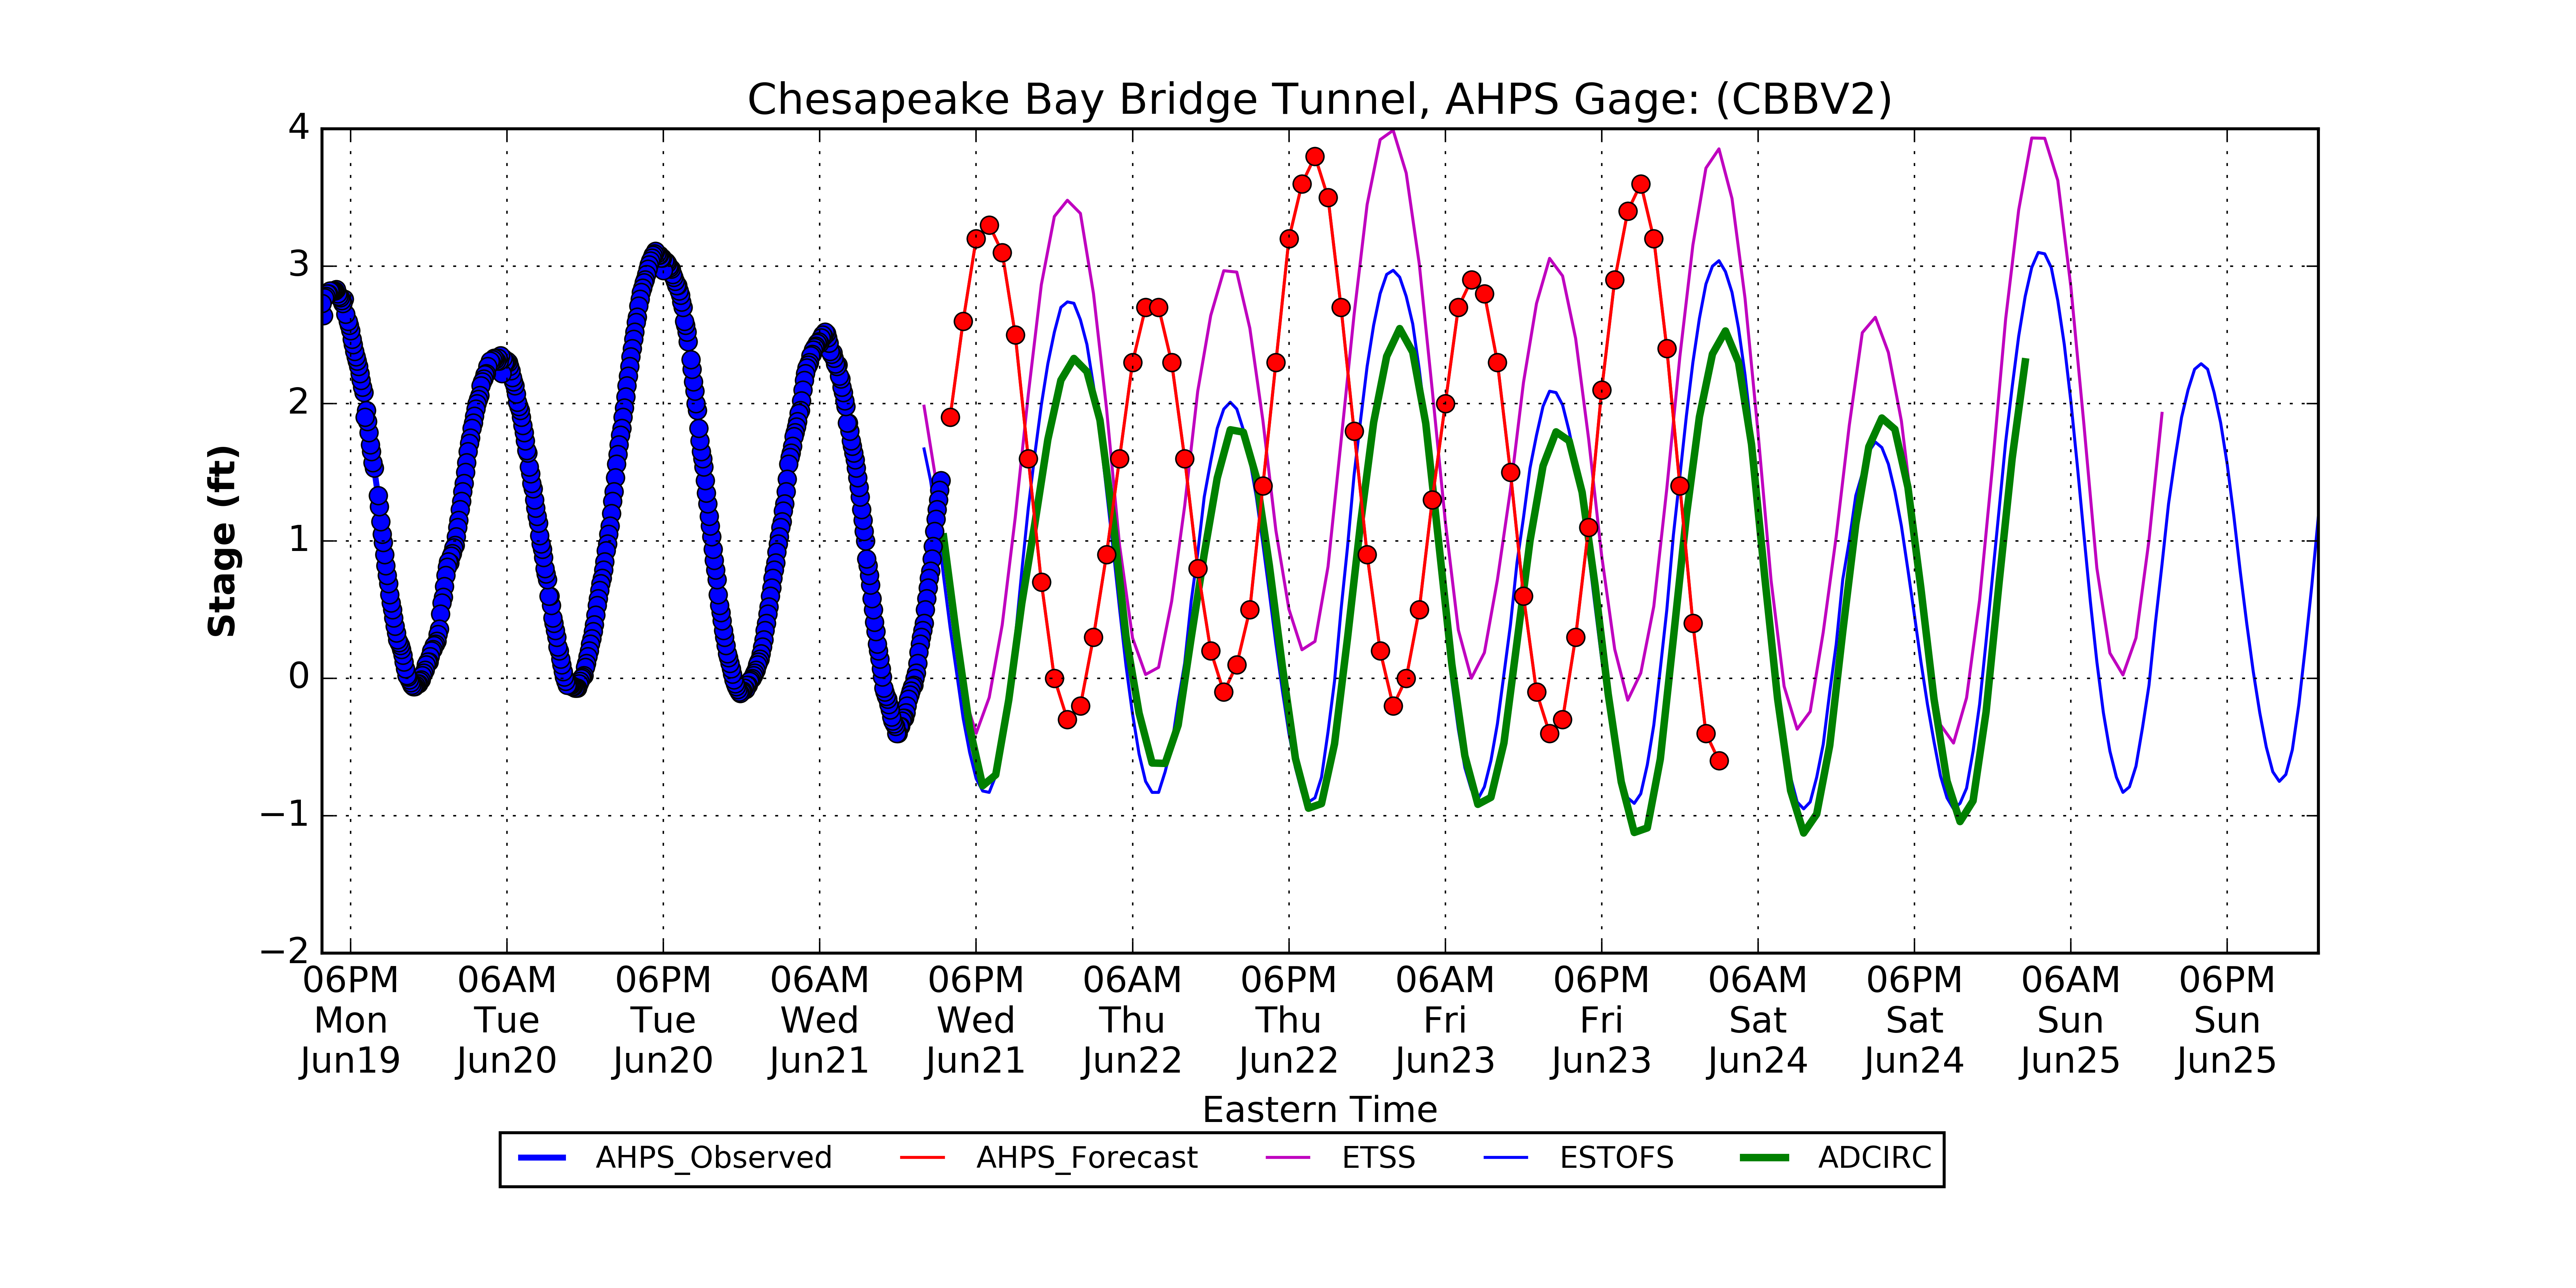 Chesapeake Bay Bridge Tunnel, AHPS Gage: (CBBV2)
4
3
2
1
0
−1
−2
Stage (ft)
06PM 06AM 06PM 06AM 06PM 06AM 06PM 06AM 06PM 06AM 06PM 06AM 06PM
Mon Tue Tue Wed Wed Thu Thu Fri Fri Sat Sat Sun Sun
Jun19 Jun20 Jun20 Jun21 Jun21 Jun22 Jun22 Jun23 Jun23 Jun24 Jun24 Jun25 Jun25
Eastern Time
AHPS_Observed AHPS_Forecast ETSS ESTOFS ADCIRC